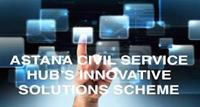 ASTANA CIVIL SERVICE
HUB'S INNOVATIVE
SOLUTIONS SCHEME